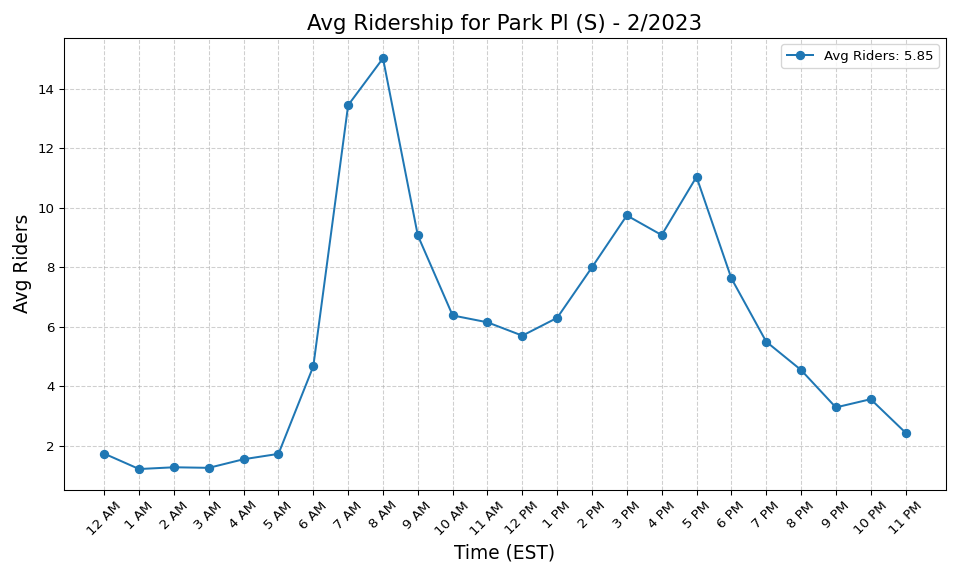 Avg Ridership for Park Pl (S) - 2/2023
Avg Riders: 5.85
Avg Riders
14
12
10
8
6
4
2
12 AM
1 AM
2 AM
3 AM
4 AM
5 AM
6 AM
7 AM
8 AM
9 AM
10 AM
11 AM
12 PM
1 PM
2 PM
3 PM
4 PM
5 PM
6 PM
7 PM
8 PM
9 PM
10 PM
11 PM
Time (EST)